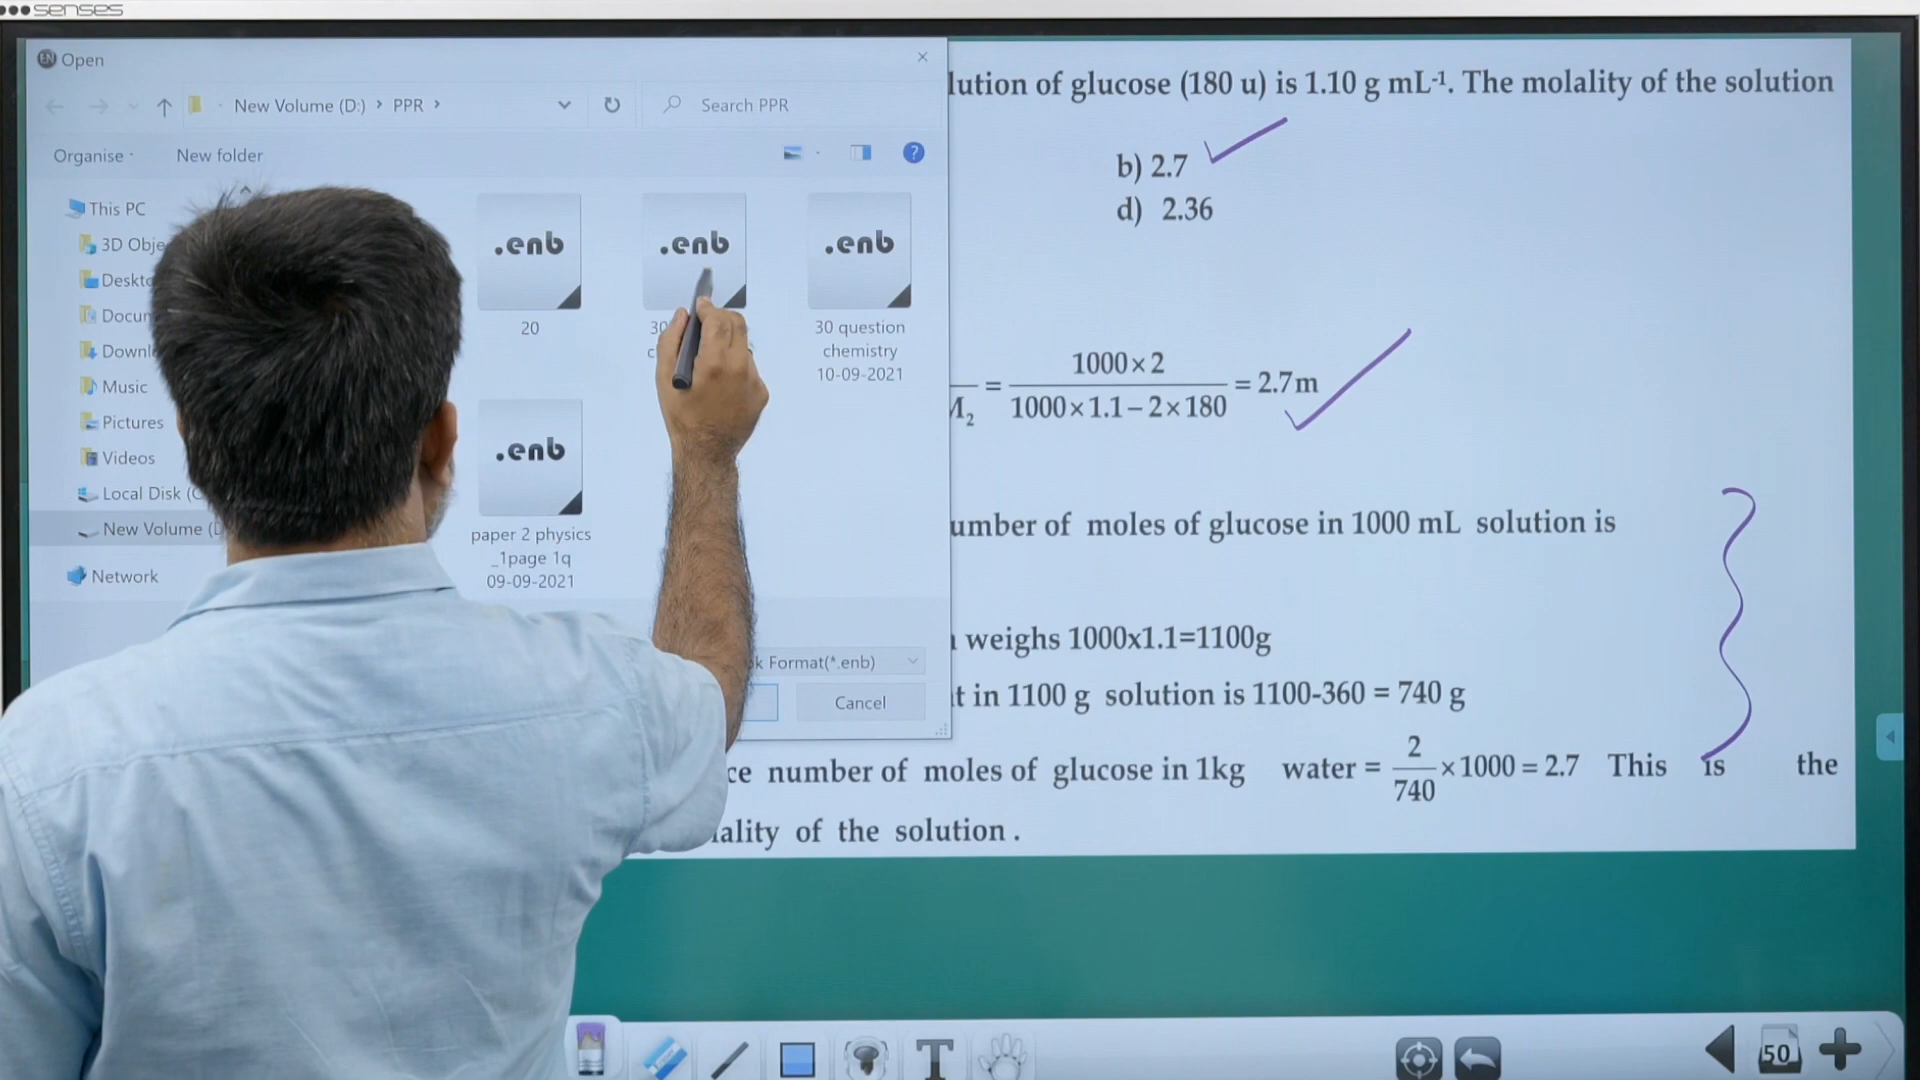 senses
EN Open
New Volume (D:) > PPR >
Search PPR
Organise
New folder
This PC
3D Obje
Deskto
Docun
Downl
Music
Pictures
Videos
Local Disk (C
New Volume (D
Network
.enb
20
.enb
30
c
.enb
30 question
chemistry
10-09-2021
.enb
paper 2 physics
_1page 1q
09-09-2021
k Format(*.enb)
Cancel
lution of glucose (180 u) is 1.10 g mL-1. The molality of the solution
b) 2.7
d) 2.36
M2 = 1000×2 / 1000×1.1–2×180 = 2.7m
umber of moles of glucose in 1000 mL solution is
weighs 1000x1.1=1100g
t in 1100 g solution is 1100-360 = 740 g
ce number of moles of glucose in 1kg water = 2/740 ×1000 = 2.7 This is the
lality of the solution .
T
50